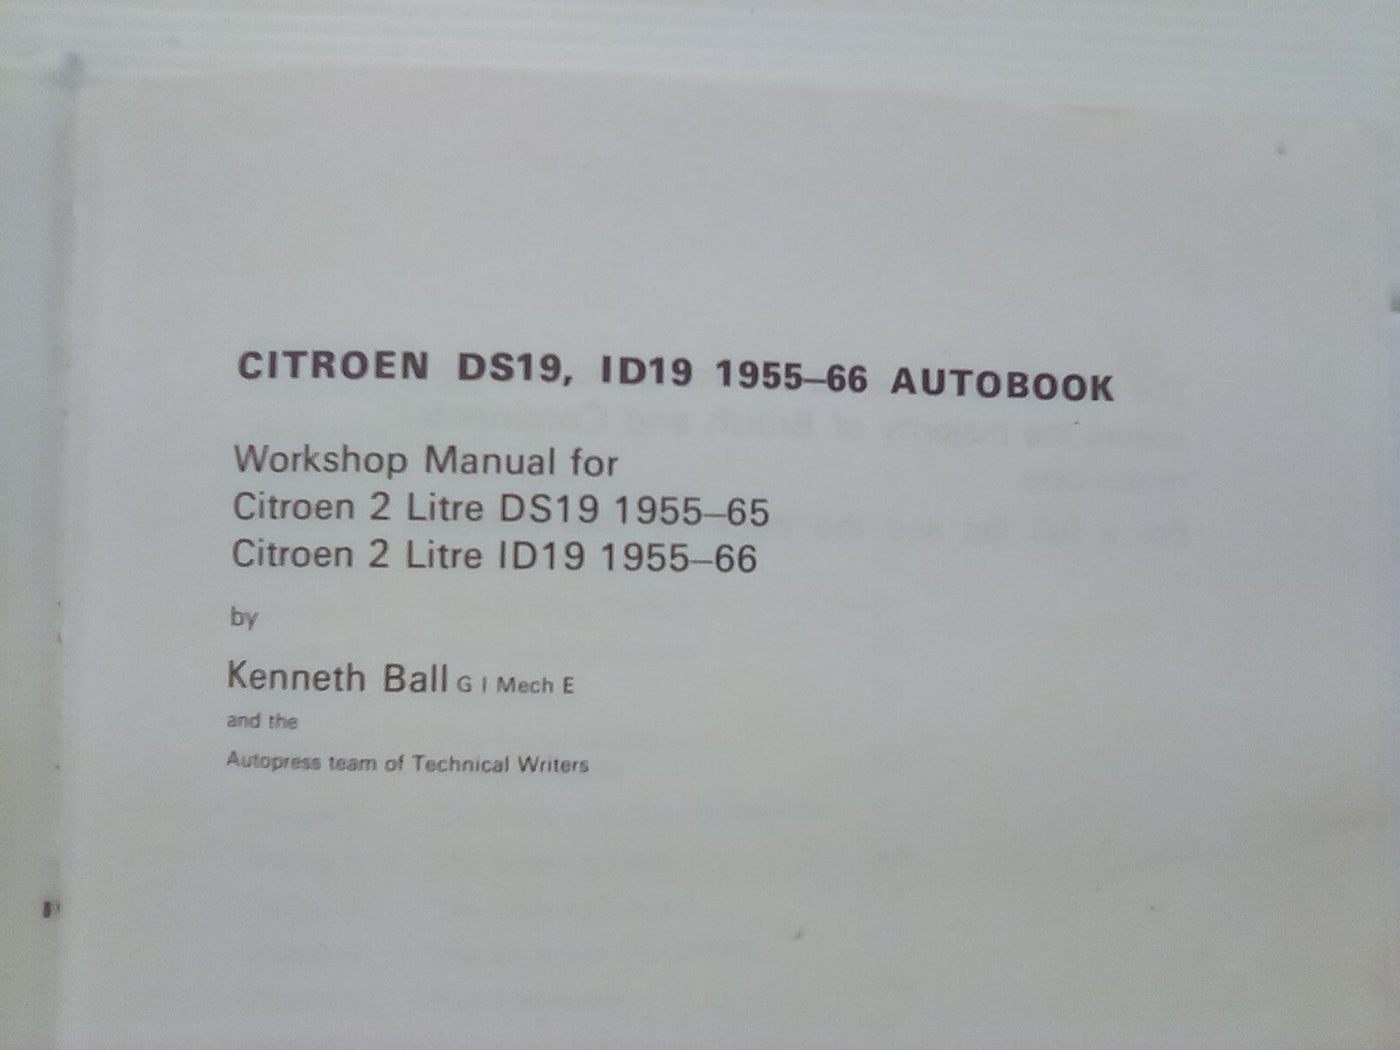 CITROEN DS19, ID19 1955–66 AUTOBOOK
Workshop Manual for
Citroen 2 Litre DS19 1955–65
Citroen 2 Litre ID19 1955–66
by
Kenneth Ball G I Mech E
and the
Autopress team of Technical Writers